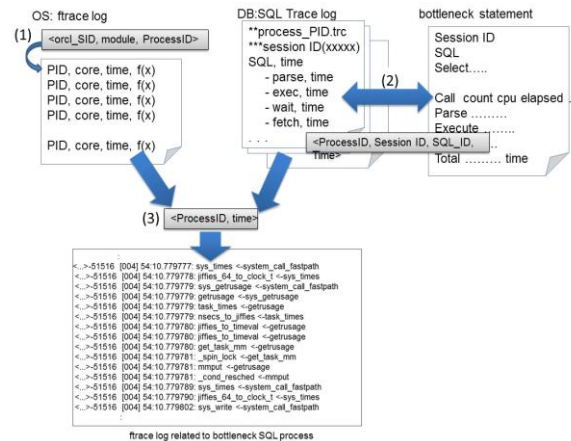 OS: ftrace log
(1)
<orcl_SID, module, ProcessID>
PID, core, time, f(x)
PID, core, time, f(x)
PID, core, time, f(x)
PID, core, time, f(x)
PID, core, time, f(x)
DB:SQL Trace log
**process_PID.trc
***session ID(xxxxx)
SQL, time
- parse, time
- exec, time
- wait, time
- fetch, time
. . .
(2)
bottleneck statement
Session ID
SQL
Select…..
Call count cpu elapsed .
Parse ………
Execute ……..
Total ……… time
<ProcessID, Session ID, SQL_ID,
Time>
(3)
<ProcessID, time>
:
<...>-51516 [004] 54:10.779777: sys_times <-system_call_fastpath
<...>-51516 [004] 54:10.779778: jiffies_64_to_clock_t <-sys_times
<...>-51516 [004] 54:10.779779: sys_getrusage <-system_call_fastpath
<...>-51516 [004] 54:10.779779: getrusage <-sys_getrusage
<...>-51516 [004] 54:10.779779: task_times <-getrusage
<...>-51516 [004] 54:10.779779: nsecs_to_jiffies <-task_times
<...>-51516 [004] 54:10.779780: jiffies_to_timeval <-getrusage
<...>-51516 [004] 54:10.779780: jiffies_to_timeval <-getrusage
<...>-51516 [004] 54:10.779780: get_task_mm <-getrusage
<...>-51516 [004] 54:10.779781: _spin_lock <-get_task_mm
<...>-51516 [004] 54:10.779781: mmput <-getrusage
<...>-51516 [004] 54:10.779781: _cond_resched <-mmput
<...>-51516 [004] 54:10.779789: sys_times <-system_call_fastpath
<...>-51516 [004] 54:10.779790: jiffies_64_to_clock_t <-sys_times
<...>-51516 [004] 54:10.779802: sys_write <-system_call_fastpath
:
ftrace log related to bottleneck SQL process